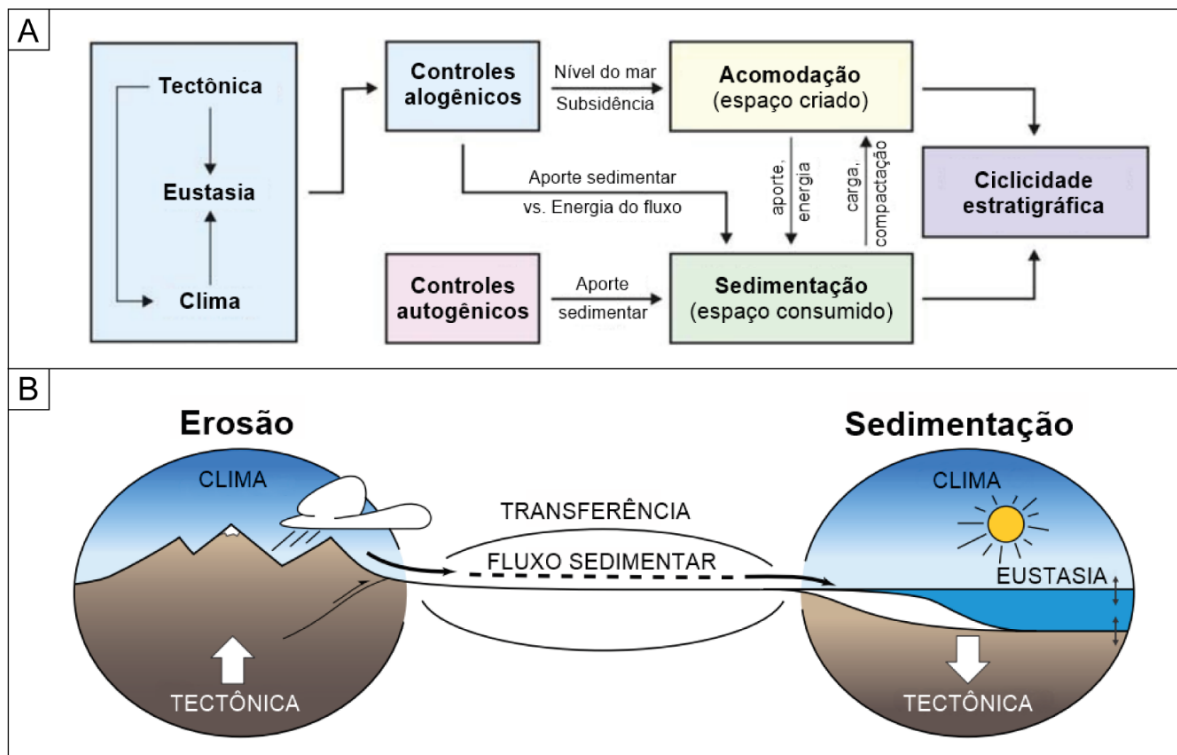 A
Tectônica
Eustasia
Clima
Controles
alogênicos
Nível do mar
Subsidência
Acomodação
(espaço criado)
Aporte sedimentar
vs. Energia do fluxo
aporte,
energia
carga,
compactação
Ciclicidade
estratigráfica
Controles
autogênicos
Aporte
sedimentar
Sedimentação
(espaço consumido)
B
Erosão
CLIMA
TECTÔNICA
TRANSFERÊNCIA
FLUXO SEDIMENTAR
Sedimentação
CLIMA
EUSTASIA
TECTÔNICA